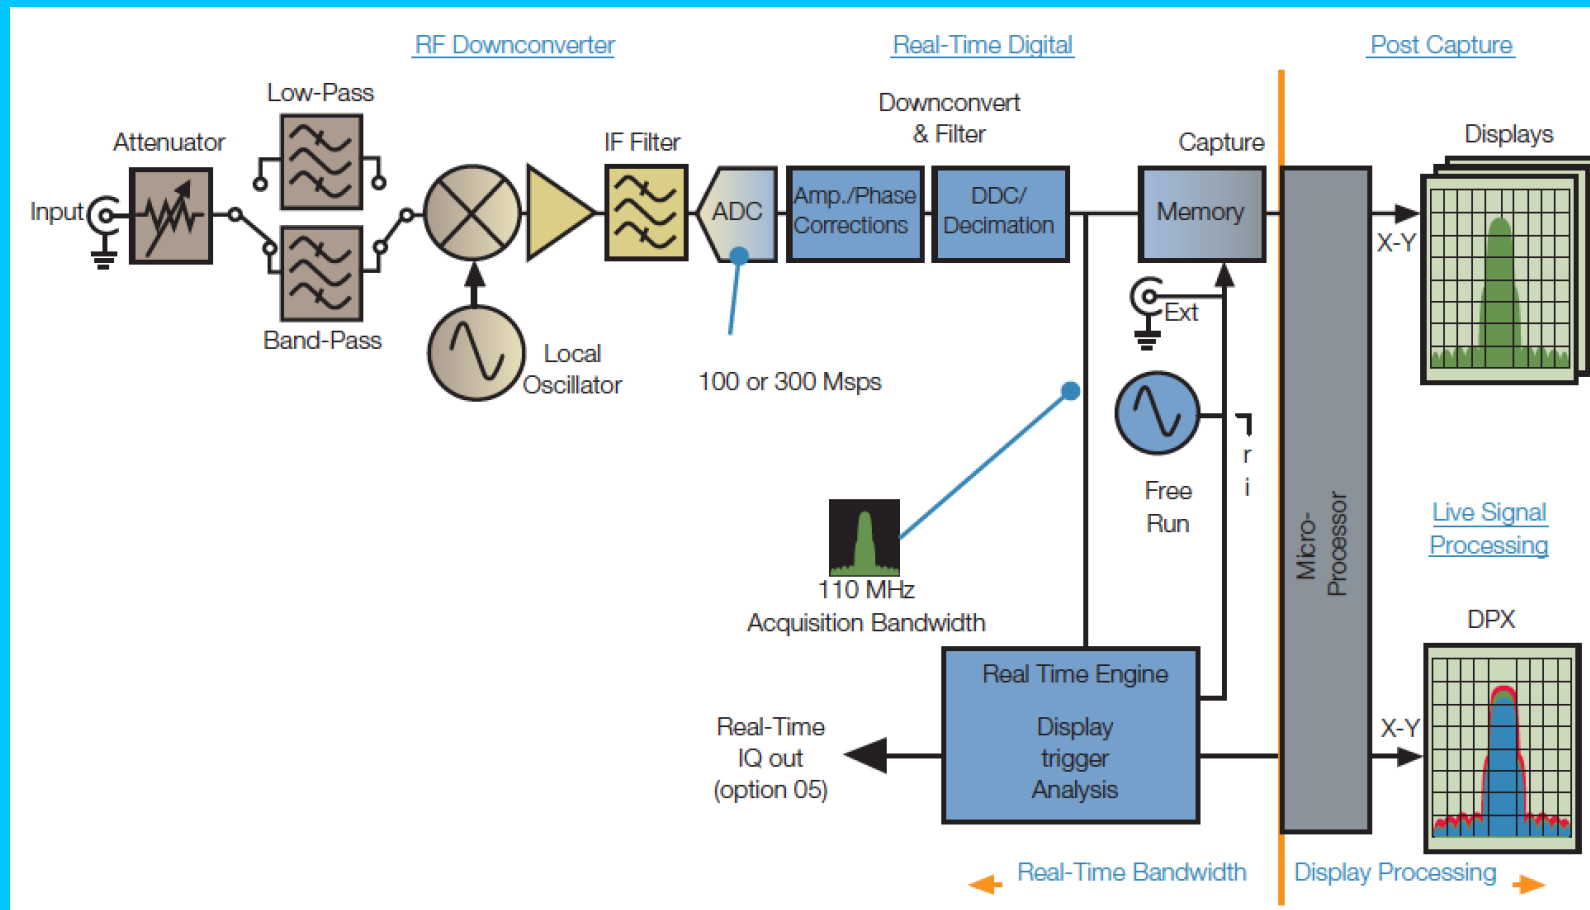 RF Downconverter
Real-Time Digital
Post Capture
Low-Pass
Attenuator
IF Filter
Downconvert
& Filter
Capture
Displays
Input
ADC
Amp./Phase
Corrections
DDC/
Decimation
Memory
X-Y
Band-Pass
Local
Oscillator
100 or 300 Msps
Ext
Free
Run
r
i
Micro-
Processor
Live Signal
Processing
110 MHz
Acquisition Bandwidth
DPX
Real Time Engine
Display
trigger
Analysis
Real-Time
IQ out
(option 05)
X-Y
Real-Time Bandwidth
Display Processing